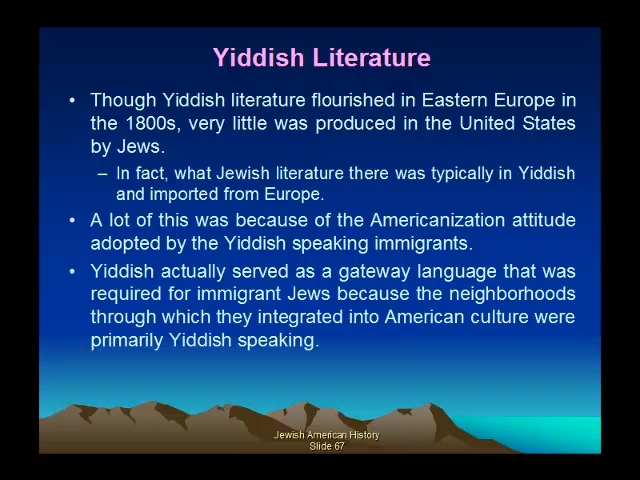 Yiddish Literature
• Though Yiddish literature flourished in Eastern Europe in
the 1800s, very little was produced in the United States
by Jews.
– In fact, what Jewish literature there was typically in Yiddish
and imported from Europe.
• A lot of this was because of the Americanization attitude
adopted by the Yiddish speaking immigrants.
• Yiddish actually served as a gateway language that was
required for immigrant Jews because the neighborhoods
through which they integrated into American culture were
primarily Yiddish speaking.
Jewish American History
Slide 67